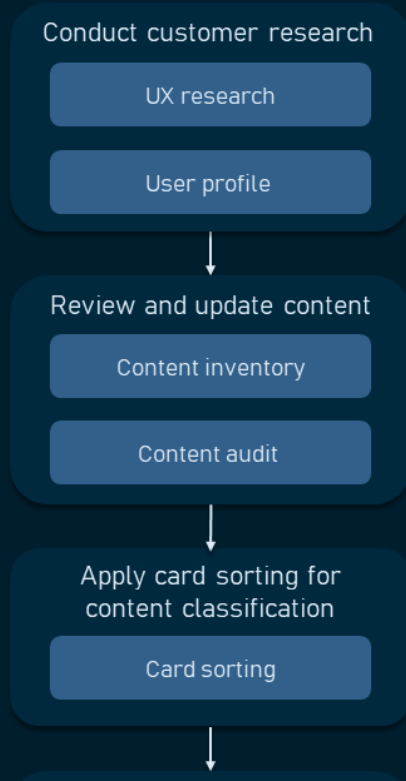 Conduct customer research
UX research
User profile
Review and update content
Content inventory
Content audit
Apply card sorting for
content classification
Card sorting